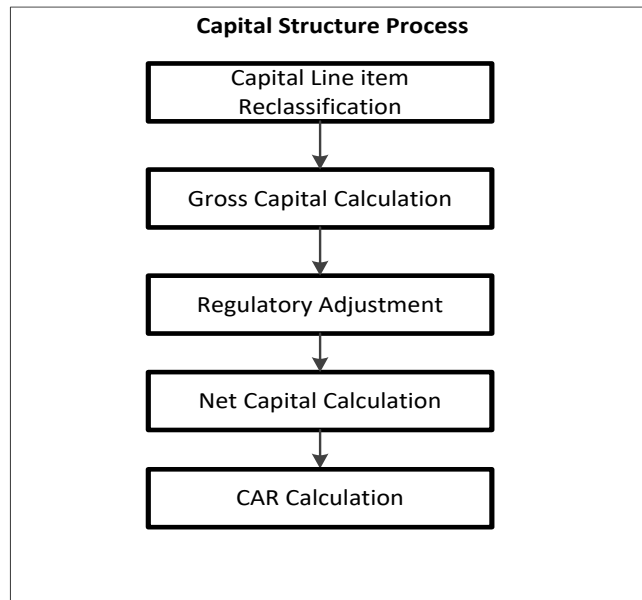 Capital Structure Process
Capital Line item
Reclassification
Gross Capital Calculation
Regulatory Adjustment
Net Capital Calculation
CAR Calculation